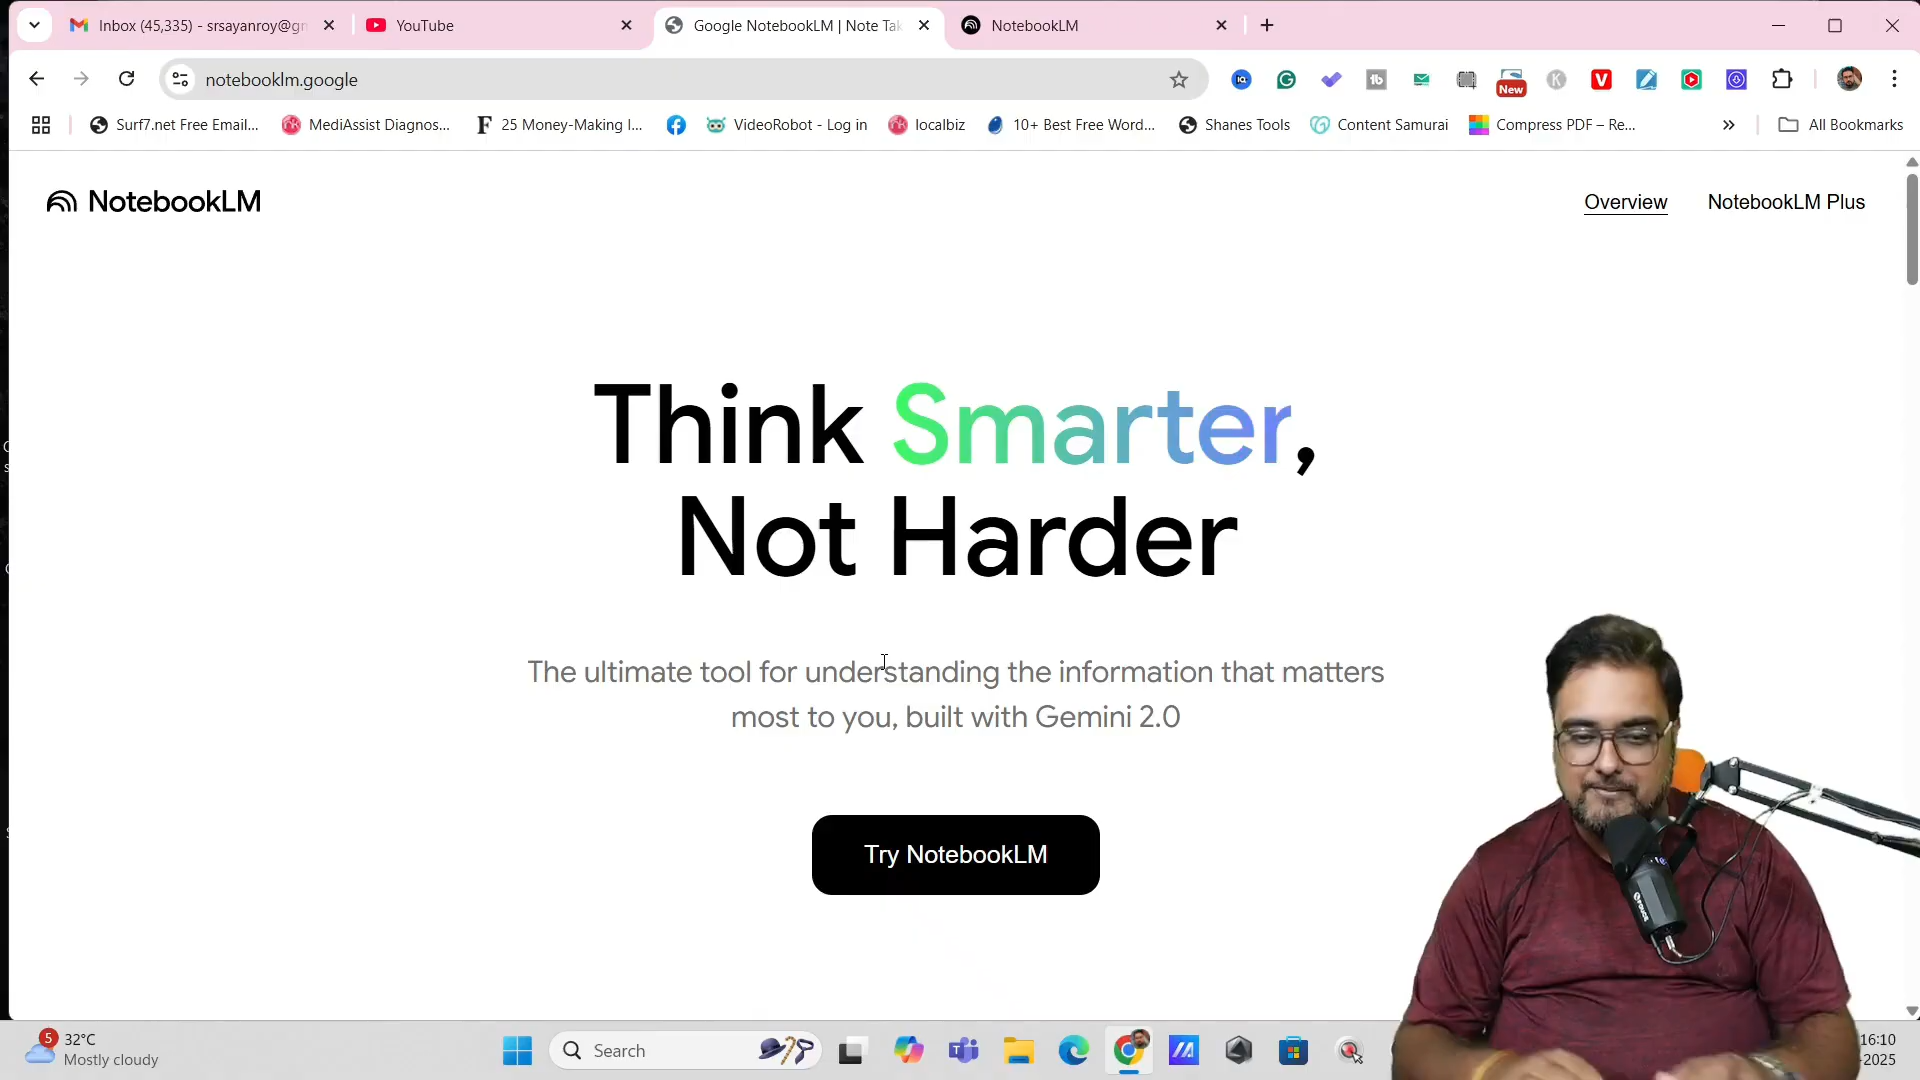 Inbox (45,335) - srsayanroy@gm
YouTube
Google NotebookLM | Note Tak
NotebookLM
notebooklm.google
New
Surf7.net Free Email...
MediAssist Diagnos...
25 Money-Making I...
VideoRobot - Log in
localbiz
10+ Best Free Word...
Shanes Tools
Content Samurai
Compress PDF – Re...
All Bookmarks
NotebookLM
Overview
NotebookLM Plus
Think Smarter,
Not Harder
The ultimate tool for understanding the information that matters
most to you, built with Gemini 2.0
Try NotebookLM
5
32°C
Mostly cloudy
Search
16:10
-2025